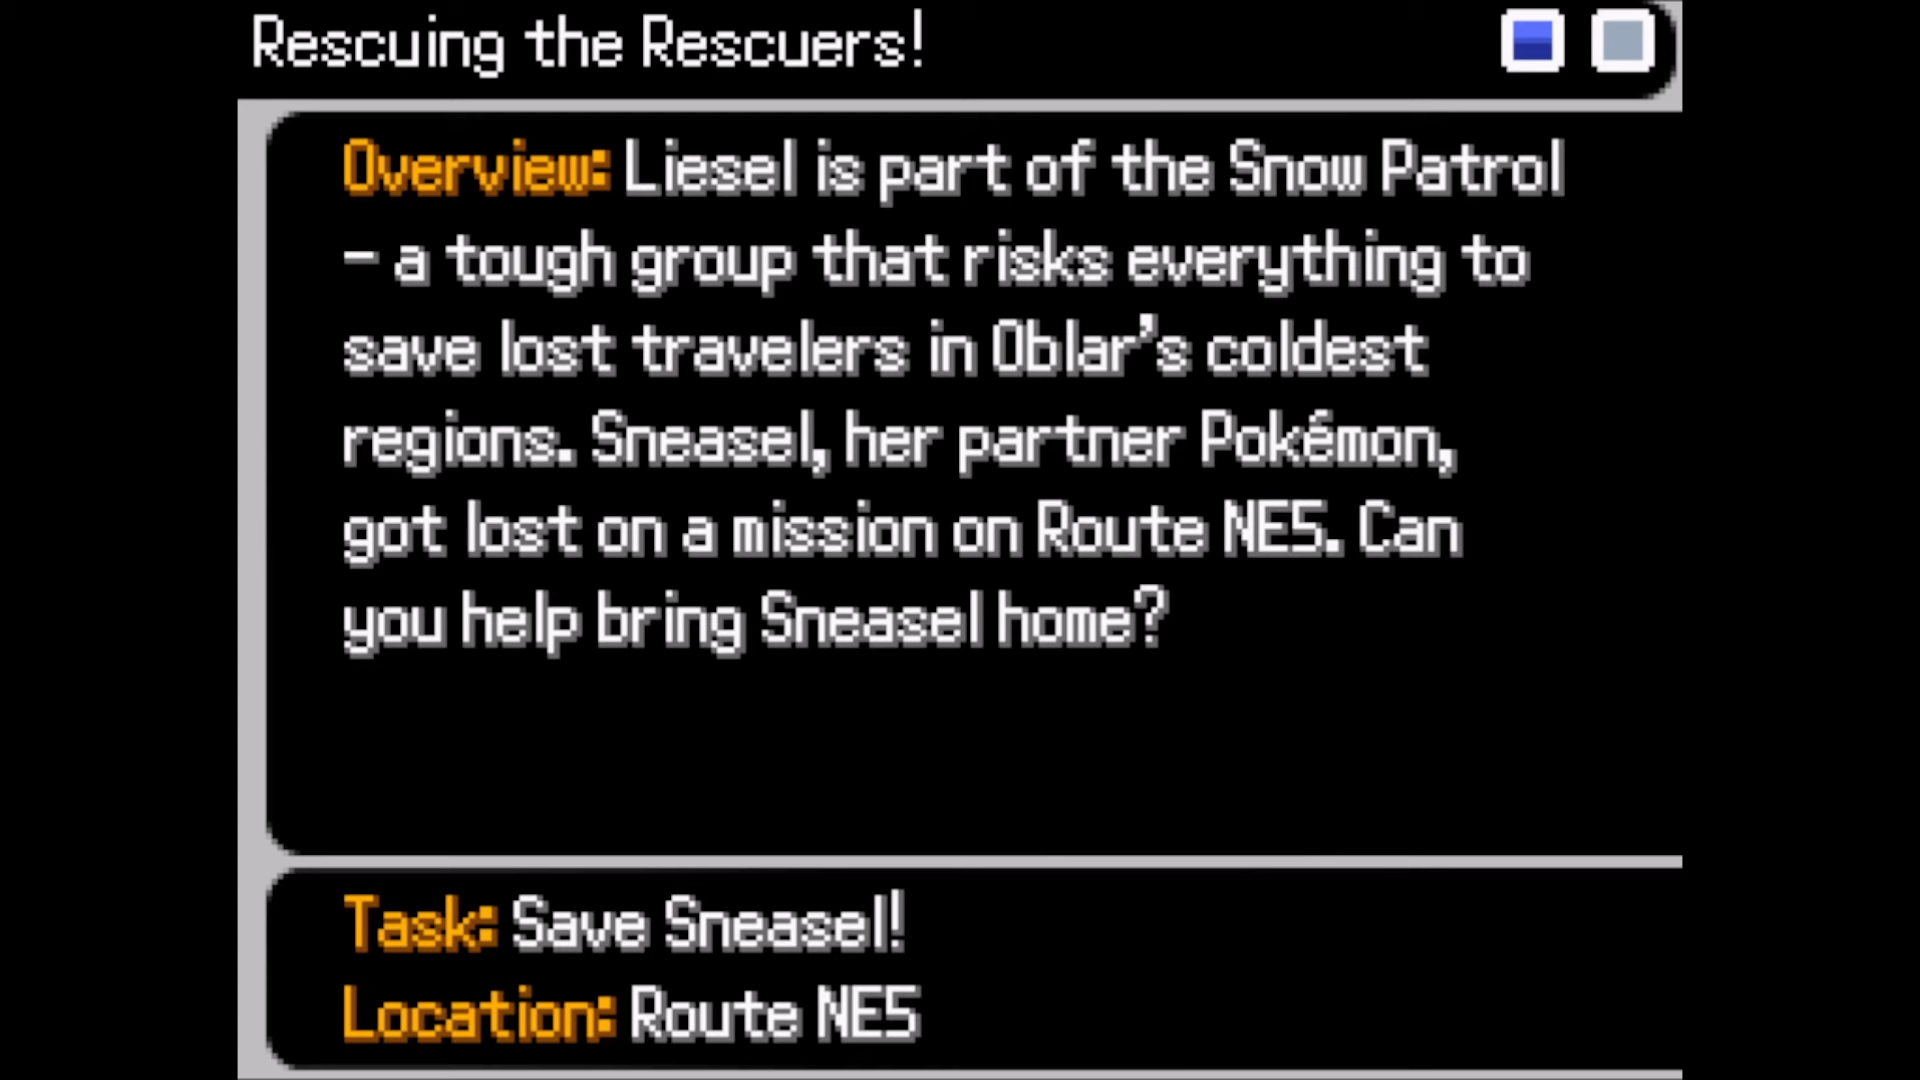 Rescuing the Rescuers!
Overview: Liesel is part of the Snow Patrol
– a tough group that risks everything to
save lost travelers in Oblar's coldest
regions. Sneasel, her partner Pokémon,
got lost on a mission on Route NE5. Can
you help bring Sneasel home?
Task: Save Sneasel!
Location: Route NE5